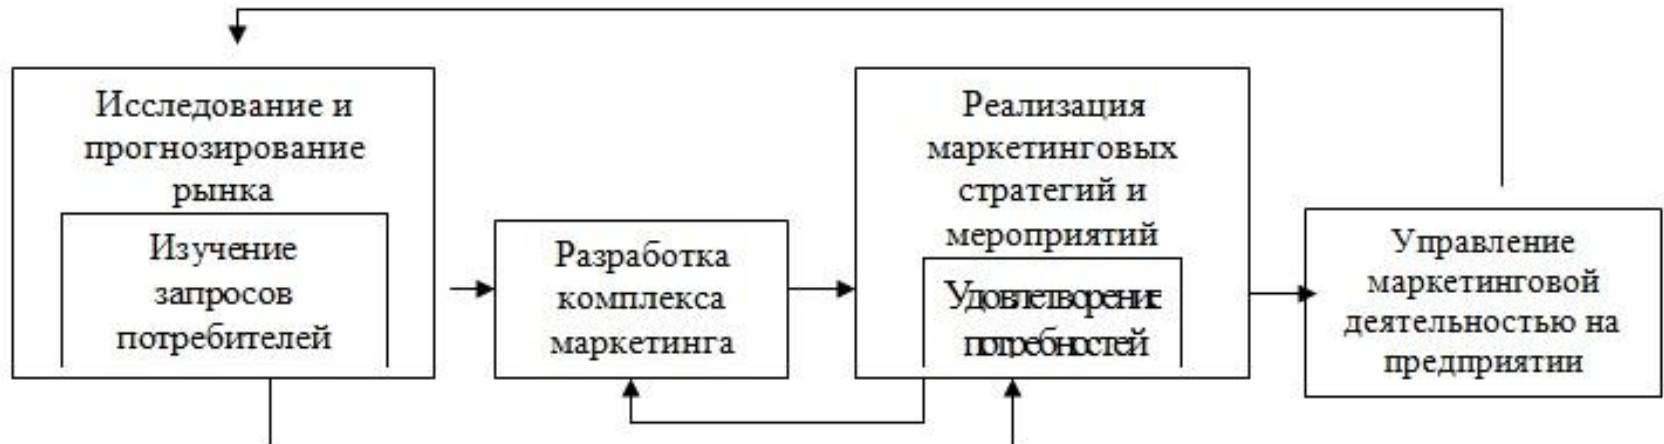 Исследование и
прогнозирование
рынка
Изучение
запросов
потребителей
Разработка
комплекса
маркетинга
Реализация
маркетинговых
стратегий и
мероприятий
Удовлетворение
потребностей
Управление
маркетинговой
деятельностью на
предприятии